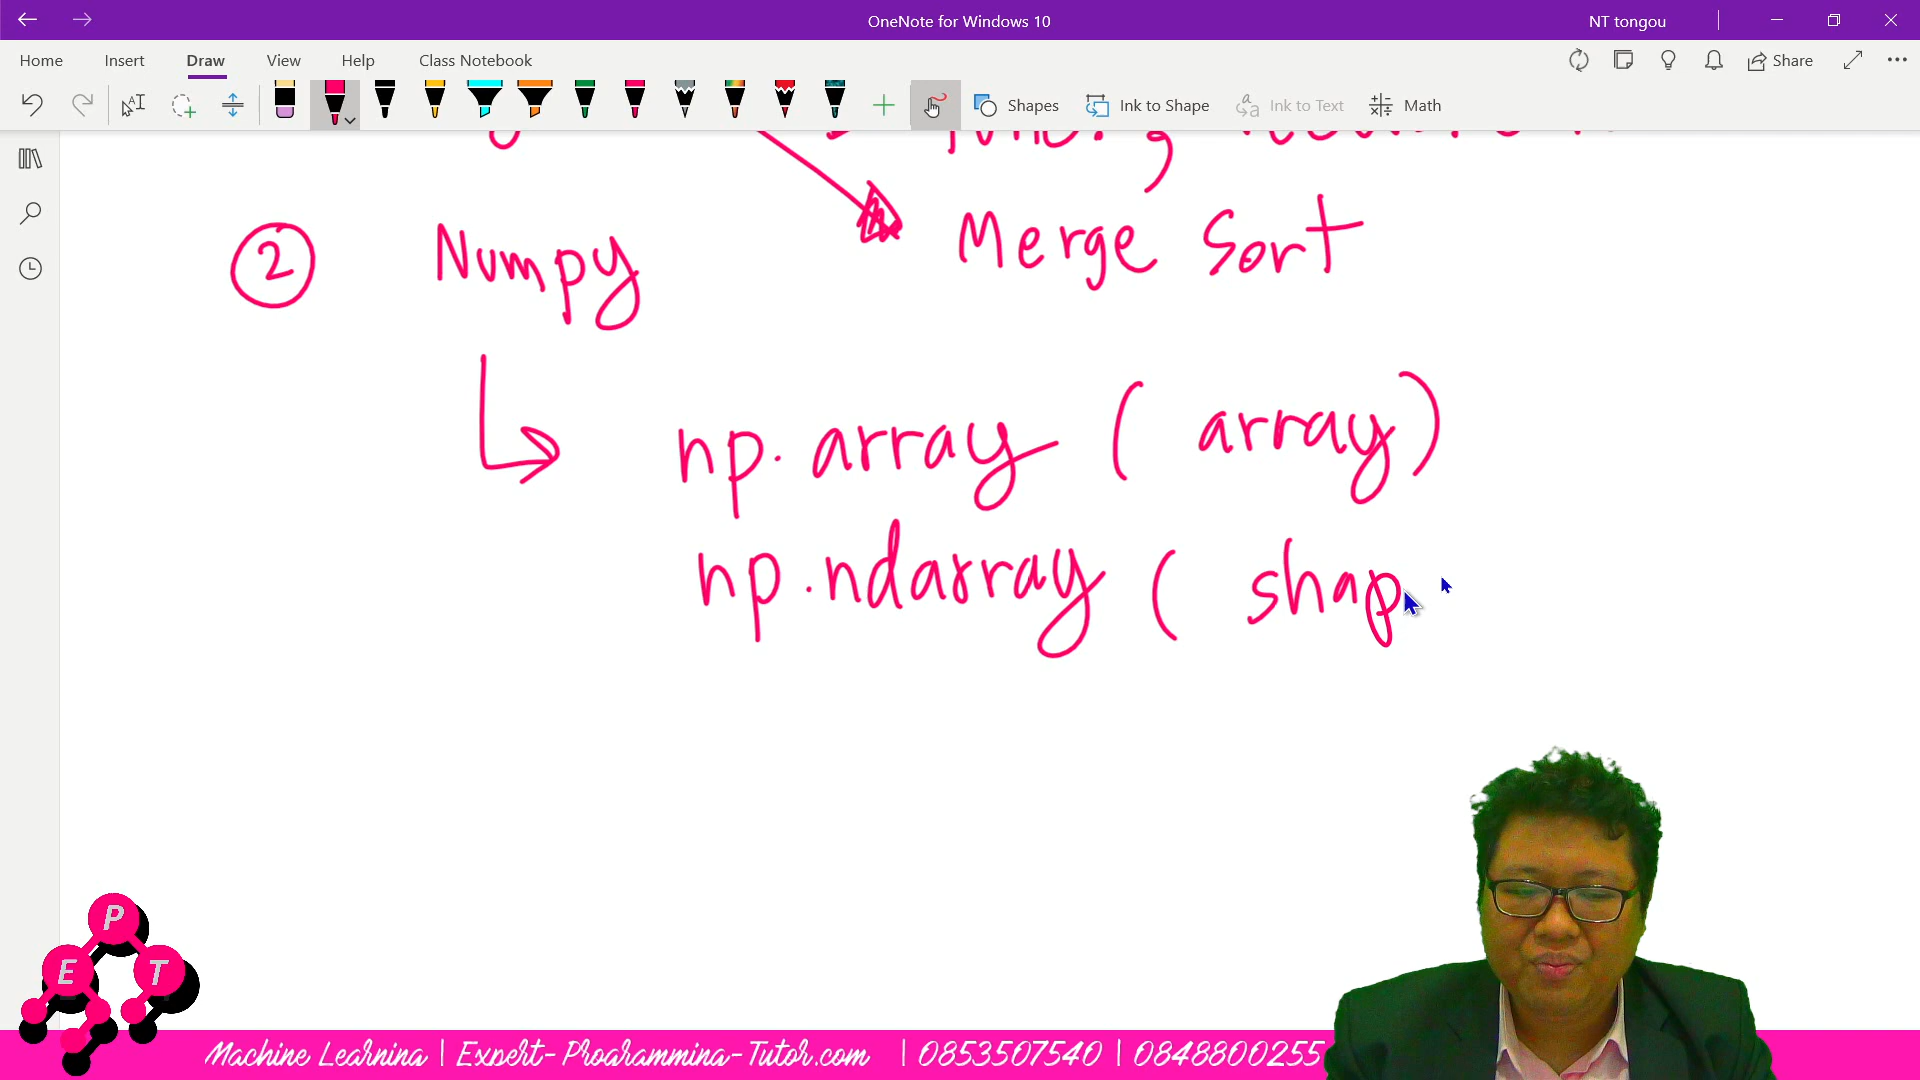 OneNote for Windows 10
NT tongou
Home Insert Draw View Help Class Notebook
Share
Shapes Ink to Shape Ink to Text Math
2 Numpy Merge Sort
np.array ( array)
np.ndarray ( shap
P
E T
Machine Learning | Expert-Programming-Tutor.com | 0853507540 | 0848800255